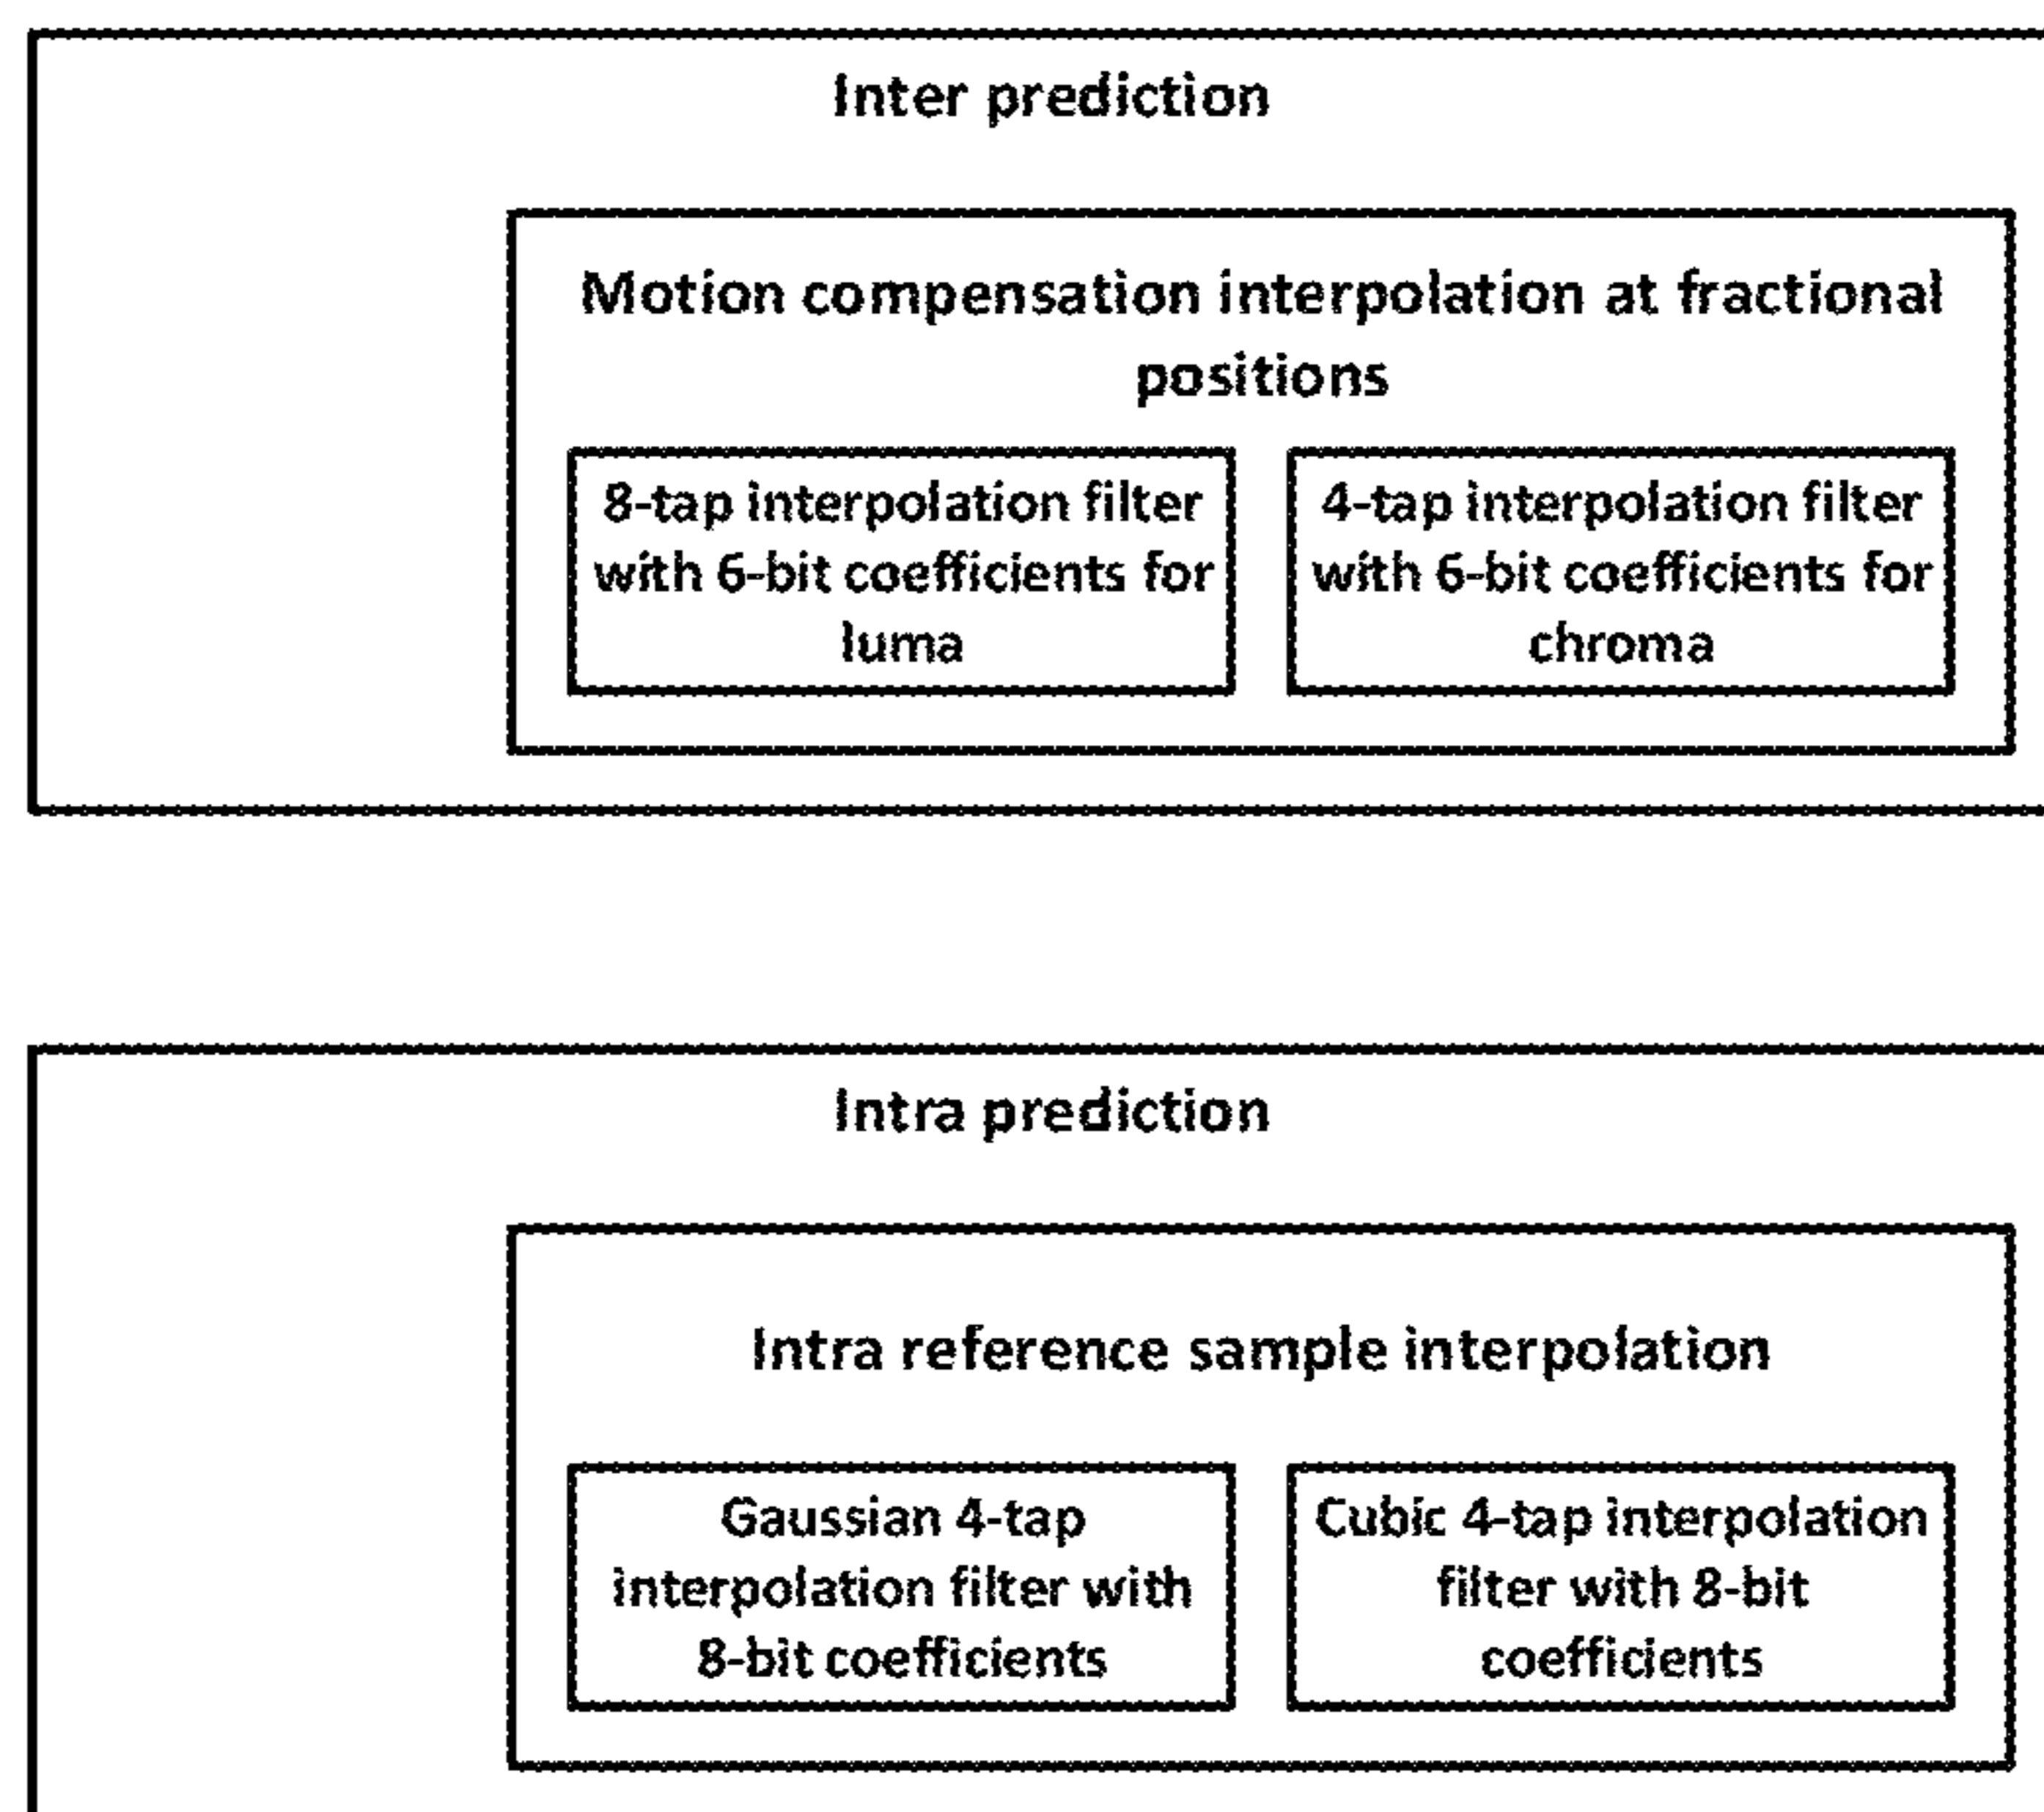 Inter prediction
Motion compensation interpolation at fractional
positions
8-tap interpolation filter
with 6-bit coefficients for
luma
4-tap interpolation filter
with 6-bit coefficients for
chroma
Intra prediction
Intra reference sample interpolation
Gaussian 4-tap
interpolation filter with
8-bit coefficients
Cubic 4-tap interpolation
filter with 8-bit
coefficients